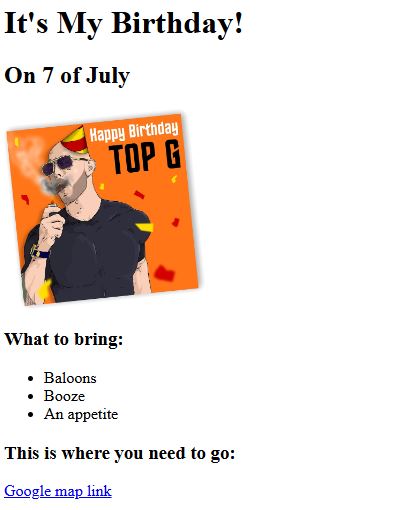 It's My Birthday!
On 7 of July
Happy Birthday
TOP G
What to bring:
Baloons
Booze
An appetite
This is where you need to go:
Google map link